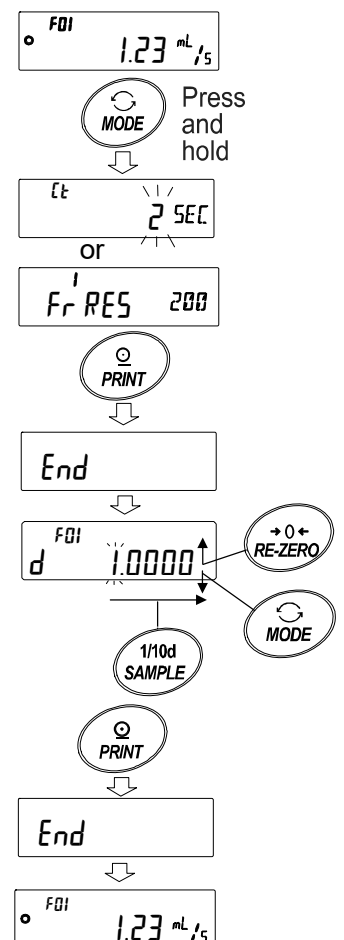 F01
1.23 mL/s
MODE
Press
and
hold
Ct
2 SEC
or
1
Fr RES 200
PRINT
End
F01
d 1.0000
→0←
RE-ZERO
MODE
1/10d
SAMPLE
PRINT
End
F01
1.23 mL/s